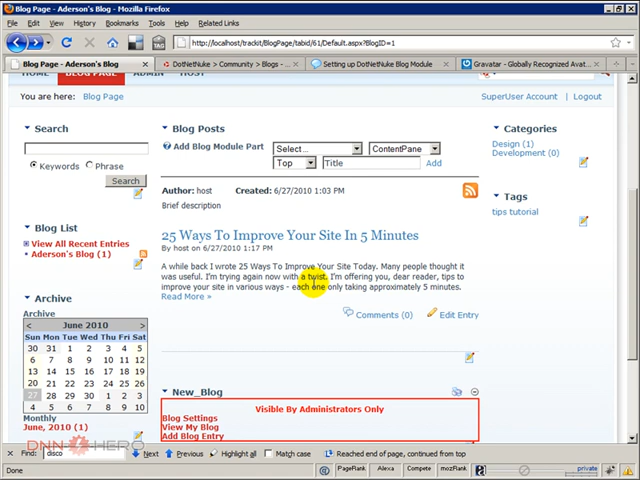 Blog Page - Aderson's Blog - Mozilla Firefox
File Edit View History Bookmarks Tools Help Related Links
http://localhost/trackit/BlogPage/tabid/61/Default.aspx?BlogID=1
Blog Page - Aderson's Blog
DotNetNuke > Community > Blogs - ...
Setting up DotNetNuke Blog Module
Gravatar - Globally Recognized Avat...
HOME BLOG PAGE ADMIN HOST
You are here: Blog Page
SuperUser Account | Logout
Search
Keywords Phrase
Search
Blog List
View All Recent Entries
Aderson's Blog (1)
Archive
Archive
< June 2010 >
Sun Mon Tue Wed Thu Fri Sat
30 31 1 2 3 4 5
6 7 8 9 10 11 12
13 14 15 16 17 18 19
20 21 22 23 24 25 26
27 28 29 30 1 2 3
4 5 6 7 8 9 10
Monthly
June, 2010 (1)
Blog Posts
Add Blog Module Part Select... ContentPane
Top Title Add
Author: host Created: 6/27/2010 1:03 PM
Brief description
25 Ways To Improve Your Site In 5 Minutes
By host on 6/27/2010 1:17 PM
A while back I wrote 25 Ways To Improve Your Site Today. Many people thought it
was useful. I'm trying again now with a twist. I'm offering you, dear reader, tips to
improve your site in various ways - each one only taking approximately 5 minutes.
Read More »
Comments (0) Edit Entry
New_Blog
Visible By Administrators Only
Blog Settings
View My Blog
Add Blog Entry
Categories
Design (1)
Development (0)
Tags
tips tutorial
DNN HERO
Find: disco Next Previous Highlight all Match case Reached end of page, continued from top
Done
PageRank Alexa Compete mozRank